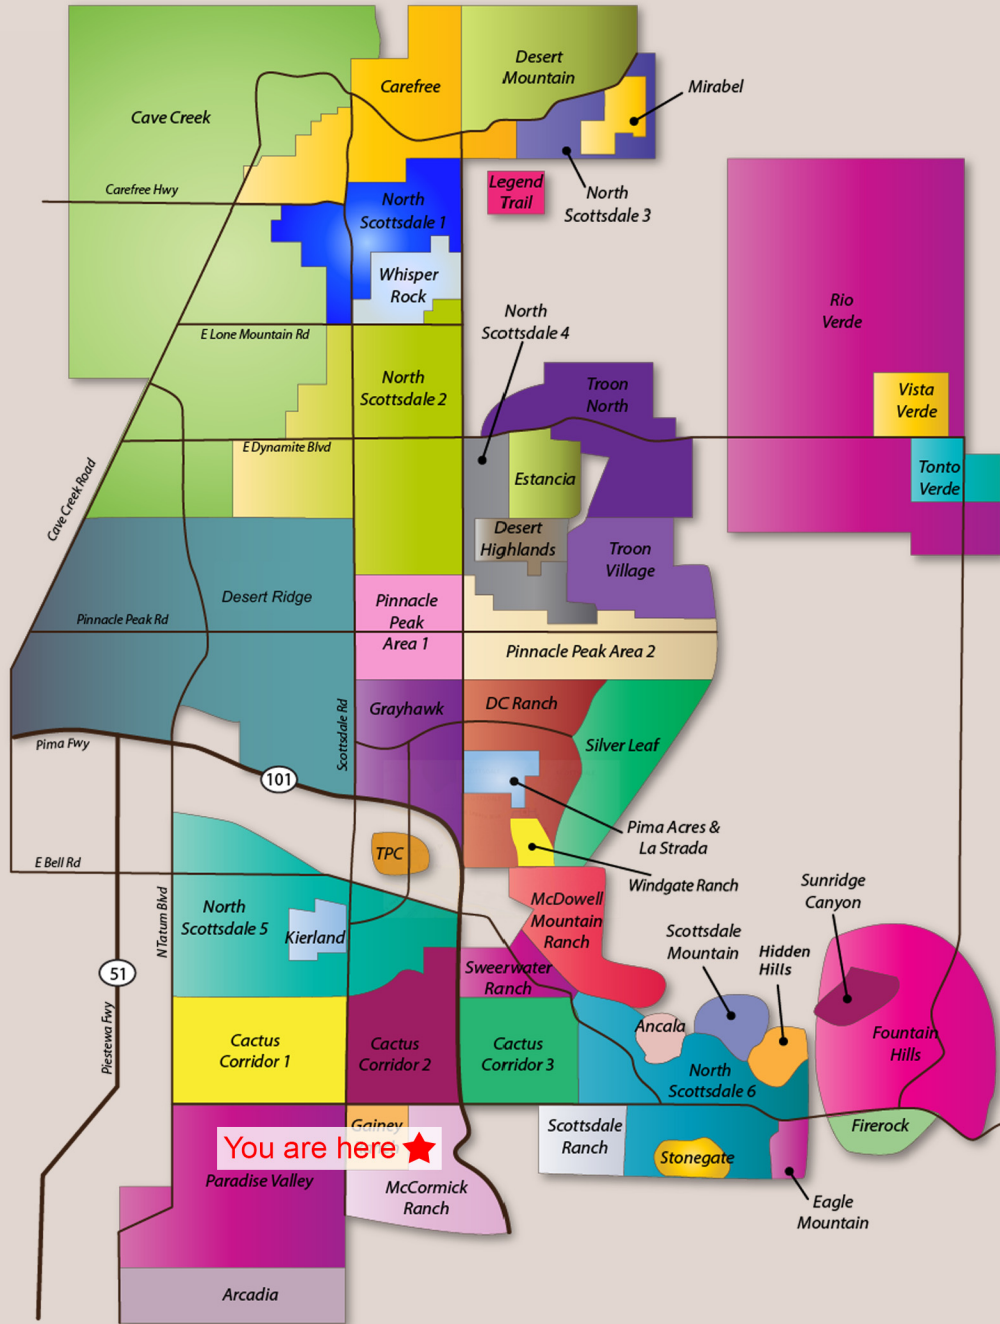 Desert
Mountain
Carefree
Mirabel
Cave Creek
Legend
Trail
North
Scottsdale 3
Carefree Hwy
North
Scottsdale 1
Whisper
Rock
Rio
Verde
North
Scottsdale 4
E Lone Mountain Rd
North
Scottsdale 2
Troon
North
Vista
Verde
E Dynamite Blvd
Cave Creek Road
Estancia
Tonto
Verde
Desert
Highlands
Troon
Village
Desert Ridge
Pinnacle Peak Rd
Pinnacle
Peak
Area 1
Pinnacle Peak Area 2
Scottsdale Rd
Grayhawk
DC Ranch
Silver Leaf
Pima Fwy
101
Pima Acres &
La Strada
TPC
E Bell Rd
Windgate Ranch
Sunridge
Canyon
N Tatum Blvd
North
Scottsdale 5
Kierland
McDowell
Mountain
Ranch
Scottsdale
Mountain
Hidden
Hills
51
Sweerwater
Ranch
Piestewa Fwy
Cactus
Corridor 1
Cactus
Corridor 2
Cactus
Corridor 3
Ancala
Fountain
Hills
North
Scottsdale 6
Gainey
You are here
Scottsdale
Ranch
Stonegate
Firerock
Paradise Valley
McCormick
Ranch
Eagle
Mountain
Arcadia